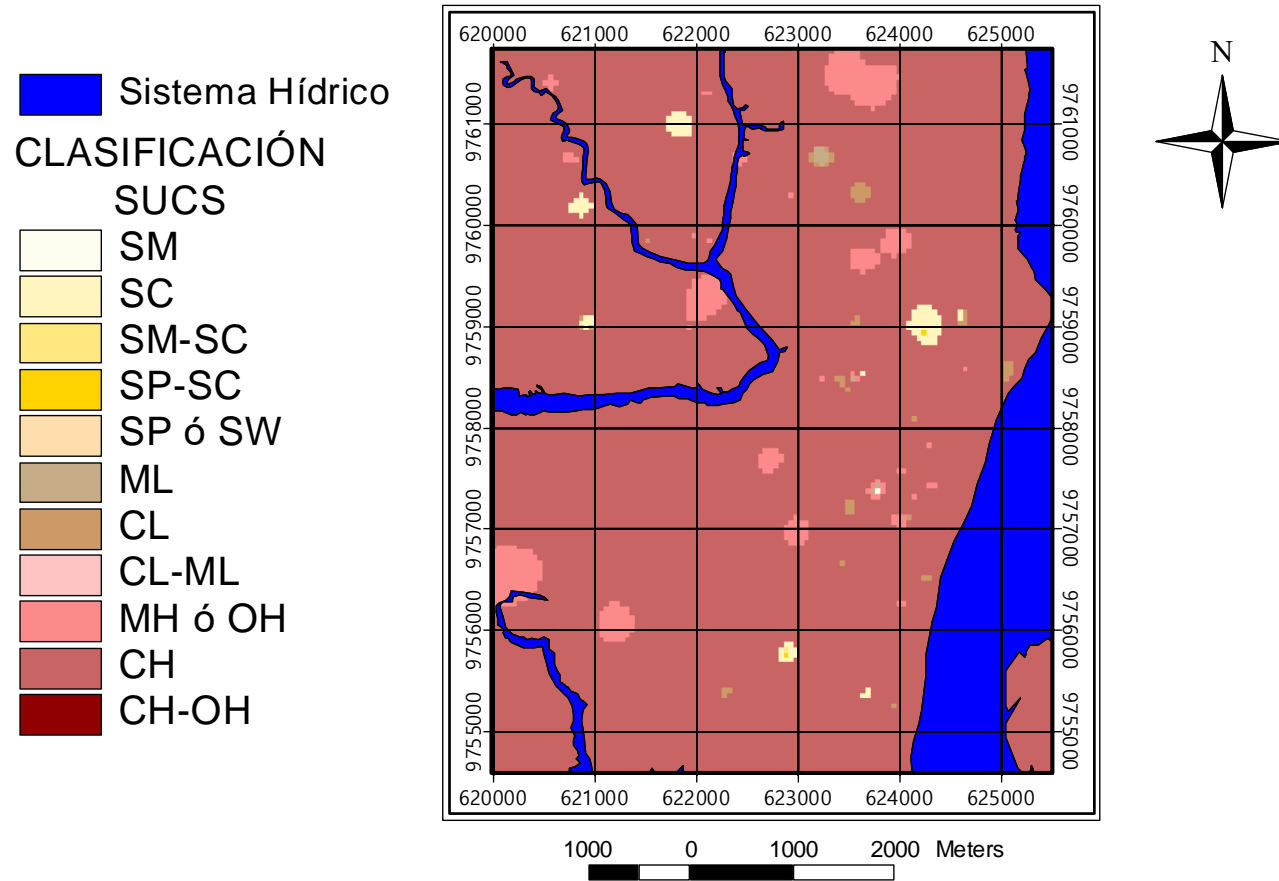 Sistema Hídrico
CLASIFICACIÓN
SUCS
SM
SC
SM-SC
SP-SC
SP ó SW
ML
CL
CL-ML
MH ó OH
CH
CH-OH
620000 621000 622000 623000 624000 625000
9761000
9760000
9759000
9758000
9757000
9756000
9755000
9761000
9760000
9759000
9758000
9757000
9756000
9755000
620000 621000 622000 623000 624000 625000
N
1000 0 1000 2000 Meters